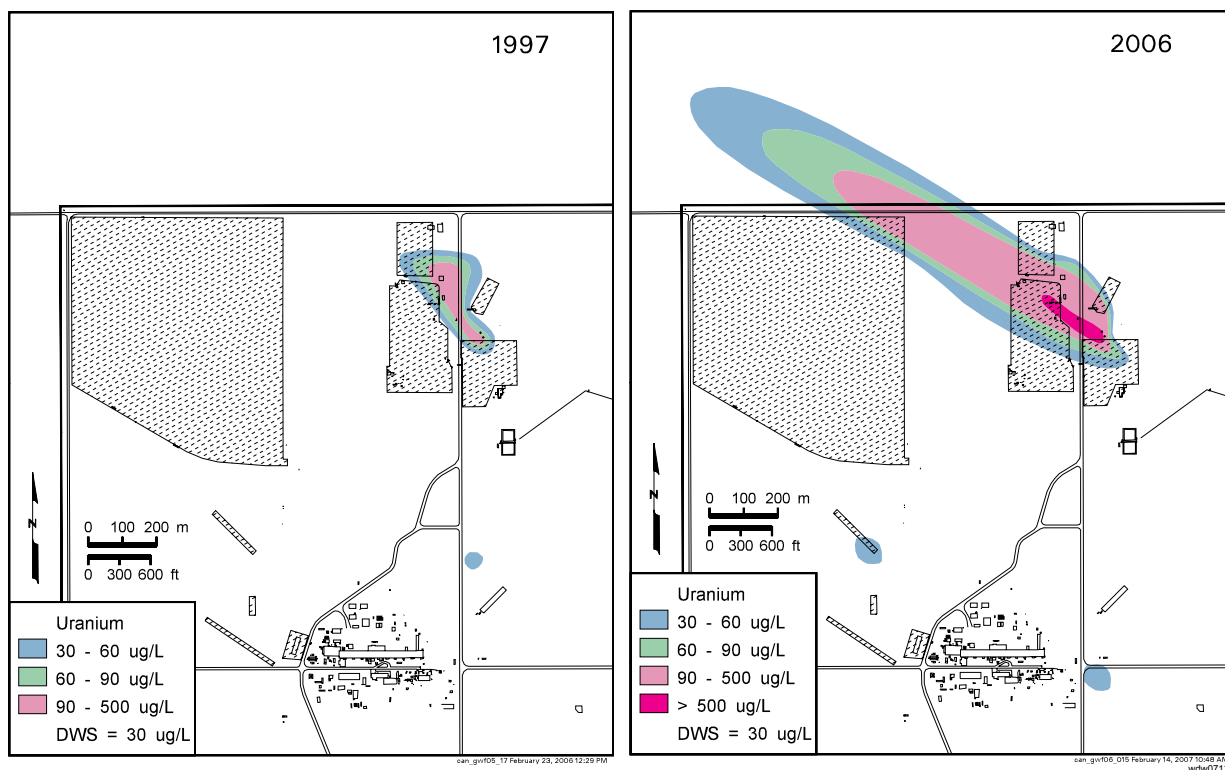 1997
N
0 100 200 m
0 300 600 ft
Uranium
30 - 60 ug/L
60 - 90 ug/L
90 - 500 ug/L
DWS = 30 ug/L
can_gwf05_17 February 23, 2006 12:29 PM
2006
N
0 100 200 m
0 300 600 ft
Uranium
30 - 60 ug/L
60 - 90 ug/L
90 - 500 ug/L
> 500 ug/L
DWS = 30 ug/L
can_gwf06_015 February 14, 2007 10:48 AM